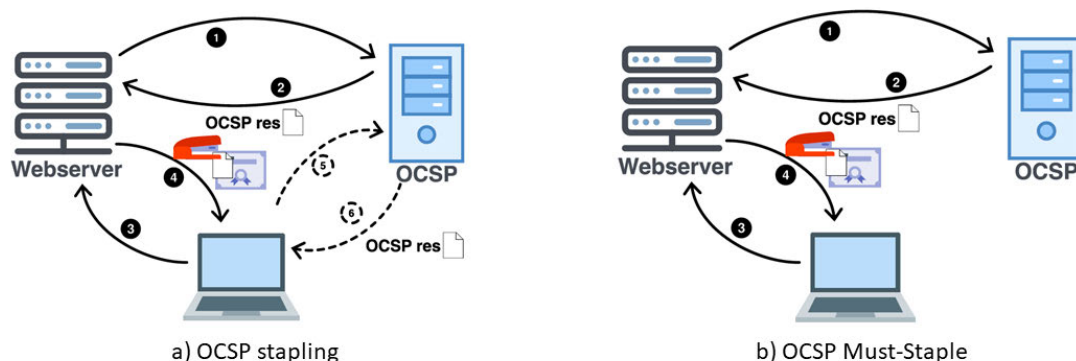 1
2
OCSP res
Webserver
OCSP
4
5
6
3
OCSP res
a) OCSP stapling
1
2
OCSP res
Webserver
OCSP
4
3
b) OCSP Must-Staple